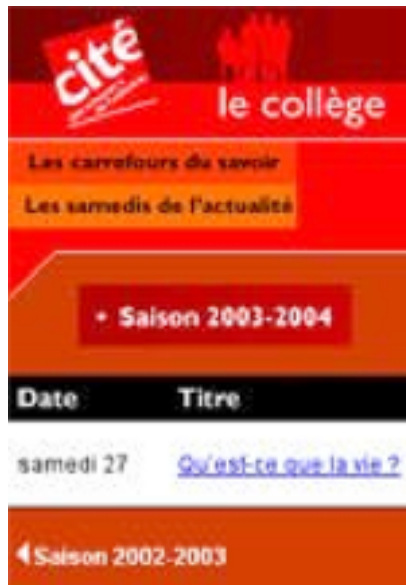 cité
le collège
Les carrefours du savoir
Les samedis de l'actualité
• Saison 2003-2004
Date Titre
samedi 27 Qu'est-ce que la vie ?
Saison 2002-2003